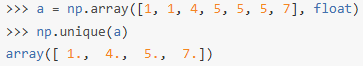 >>> a = np.array([1, 1, 4, 5, 5, 5, 7], float)
>>> np.unique(a)
array([ 1.,  4.,  5.,  7.])